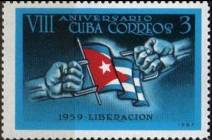 VIII ANIVERSARIO
CUBA CORREOS 3
1959-LIBERACION
1967